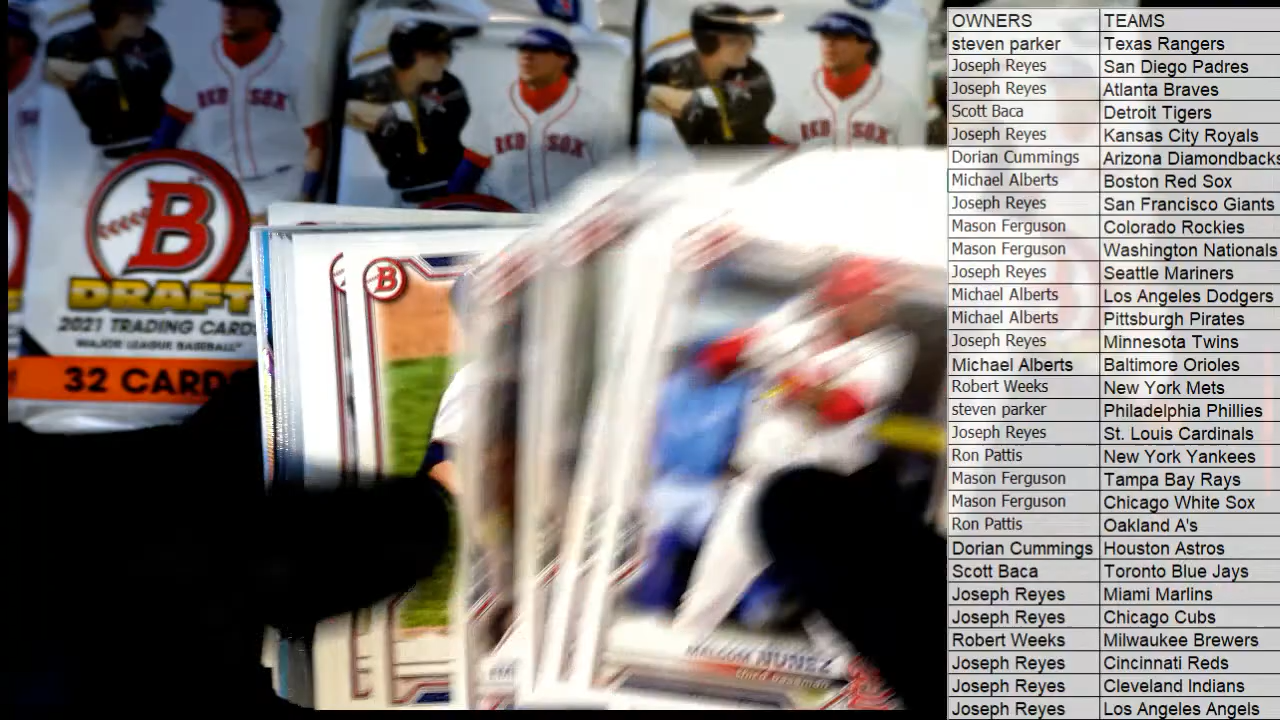 RED SOX
RED SOX
RED SOX
B
DRAFT
2021 TRADING CARDS
MAJOR LEAGUE BASEBALL
32 CARDS
B
NUNEZ
third baseman
OWNERS TEAMS
steven parker Texas Rangers
Joseph Reyes San Diego Padres
Joseph Reyes Atlanta Braves
Scott Baca Detroit Tigers
Joseph Reyes Kansas City Royals
Dorian Cummings Arizona Diamondbacks
Michael Alberts Boston Red Sox
Joseph Reyes San Francisco Giants
Mason Ferguson Colorado Rockies
Mason Ferguson Washington Nationals
Joseph Reyes Seattle Mariners
Michael Alberts Los Angeles Dodgers
Michael Alberts Pittsburgh Pirates
Joseph Reyes Minnesota Twins
Michael Alberts Baltimore Orioles
Robert Weeks New York Mets
steven parker Philadelphia Phillies
Joseph Reyes St. Louis Cardinals
Ron Pattis New York Yankees
Mason Ferguson Tampa Bay Rays
Mason Ferguson Chicago White Sox
Ron Pattis Oakland A's
Dorian Cummings Houston Astros
Scott Baca Toronto Blue Jays
Joseph Reyes Miami Marlins
Joseph Reyes Chicago Cubs
Robert Weeks Milwaukee Brewers
Joseph Reyes Cincinnati Reds
Joseph Reyes Cleveland Indians
Joseph Reyes Los Angeles Angels